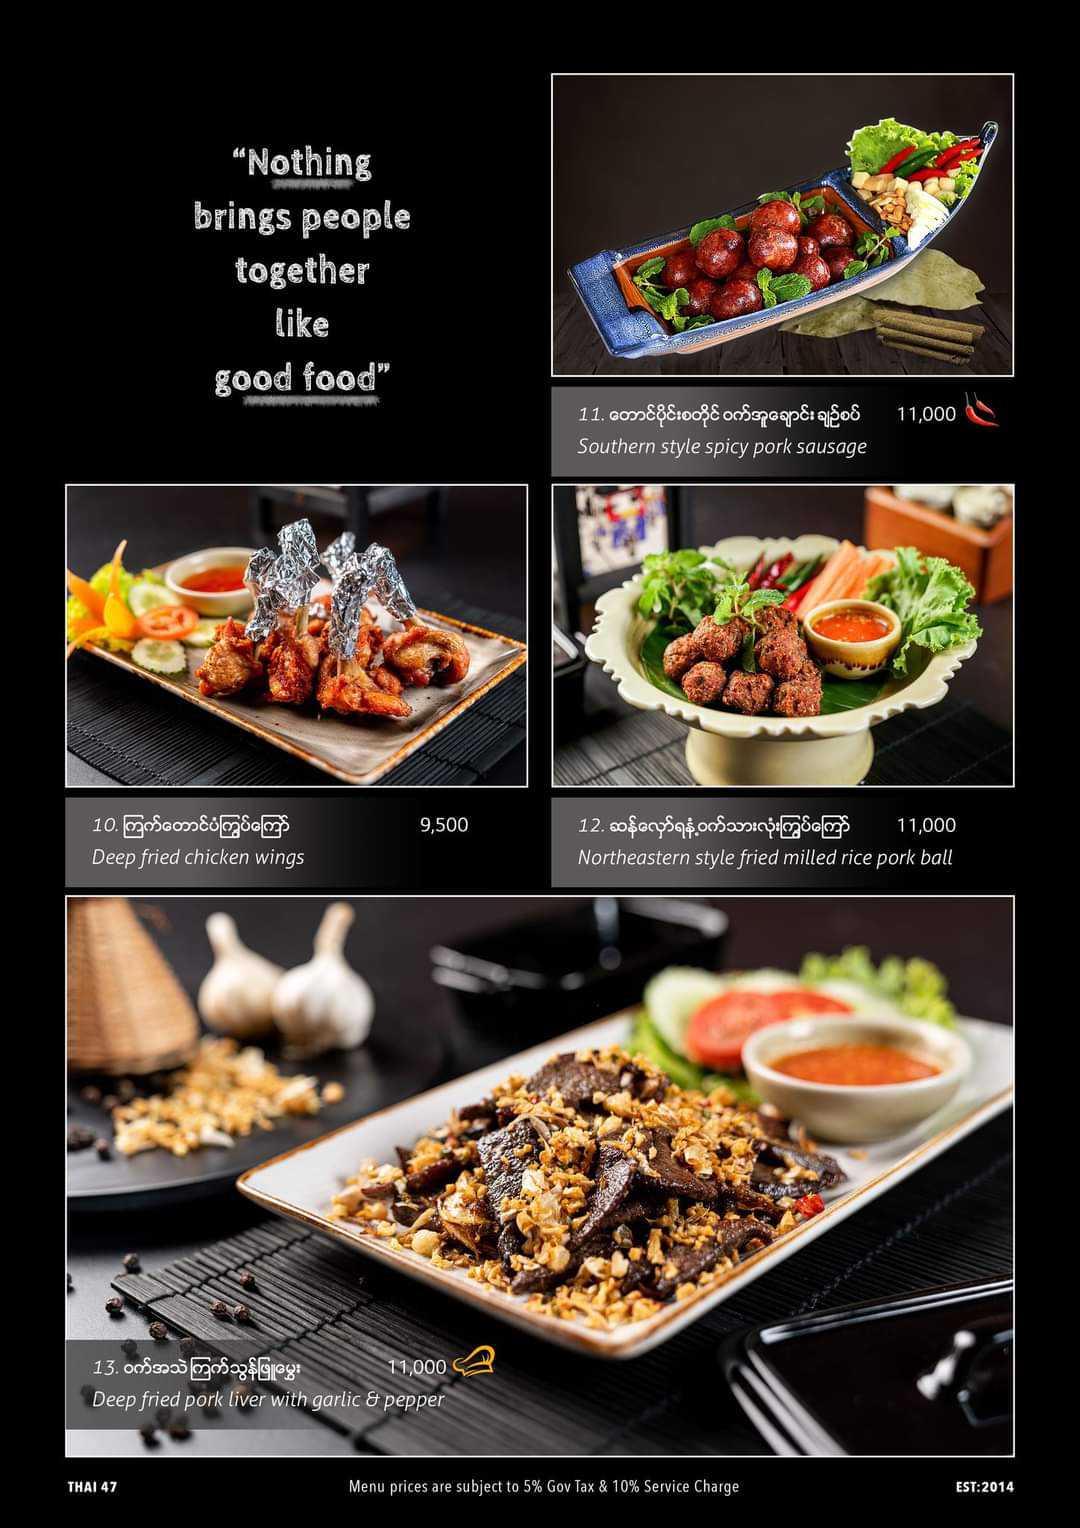 “Nothing
brings people
together
like
good food”
11. တောင်ပိုင်းစတိုင် ဝက်အူချောင်း ချဉ်စပ် 11,000
Southern style spicy pork sausage
10. ကြက်တောင်ပံကြွပ်ကြော် 9,500
Deep fried chicken wings
12. ဆန်လှော်ရနံ့ဝက်သားလုံးကြွပ်ကြော် 11,000
Northeastern style fried milled rice pork ball
13. ဝက်အသဲကြက်သွန်ဖြူမွှေး 11,000
Deep fried pork liver with garlic & pepper
THAI 47 Menu prices are subject to 5% Gov Tax & 10% Service Charge EST:2014